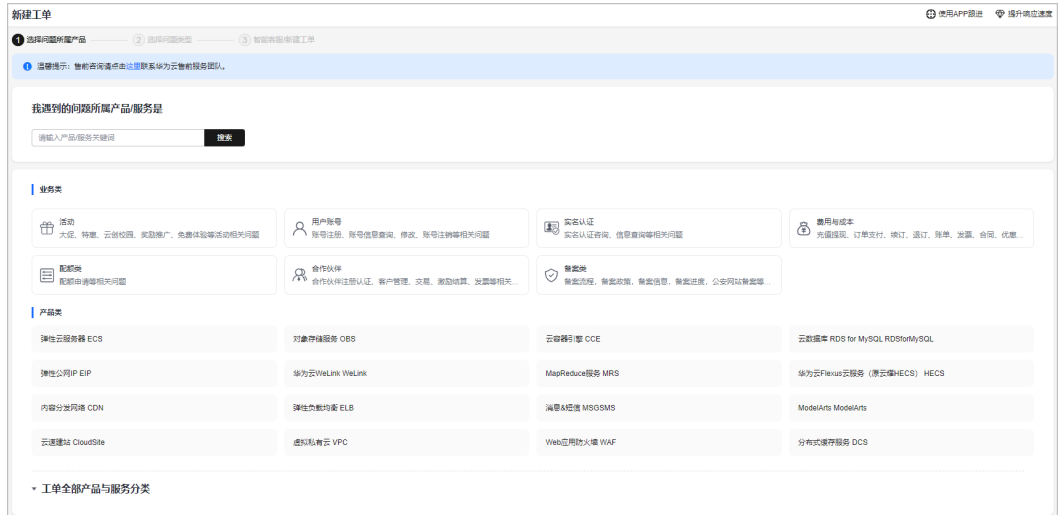 新建工单
使用APP跟进 提升响应速度
1 选择问题所属产品 2 选择问题类型 3 智能客服/新建工单
温馨提示：售前咨询请点击这里联系华为云售前服务团队。
我遇到的问题所属产品/服务是
请输入产品/服务关键词 搜索
业务类
活动
大促、特惠、云创校园、奖励推广、免费体验等活动相关问题
用户账号
账号注册、账号信息查询、修改、账号注销等相关问题
实名认证
实名认证咨询、信息查询等相关问题
费用与成本
充值提现、订单支付、续订、退订、账单、发票、合同、优惠...
配额类
配额申请等相关问题
合作伙伴
合作伙伴注册认证、客户管理、交易、激励结算、发票等相关...
备案类
备案流程，备案政策，备案信息，备案进度，公安网站备案等...
产品类
弹性云服务器 ECS 对象存储服务 OBS 云容器引擎 CCE 云数据库 RDS for MySQL RDSforMySQL
弹性公网IP EIP 华为云WeLink WeLink MapReduce服务 MRS 华为云Flexus云服务（原云耀HECS） HECS
内容分发网络 CDN 弹性负载均衡 ELB 消息&短信 MSGSMS ModelArts ModelArts
云速建站 CloudSite 虚拟私有云 VPC Web应用防火墙 WAF 分布式缓存服务 DCS
工单全部产品与服务分类